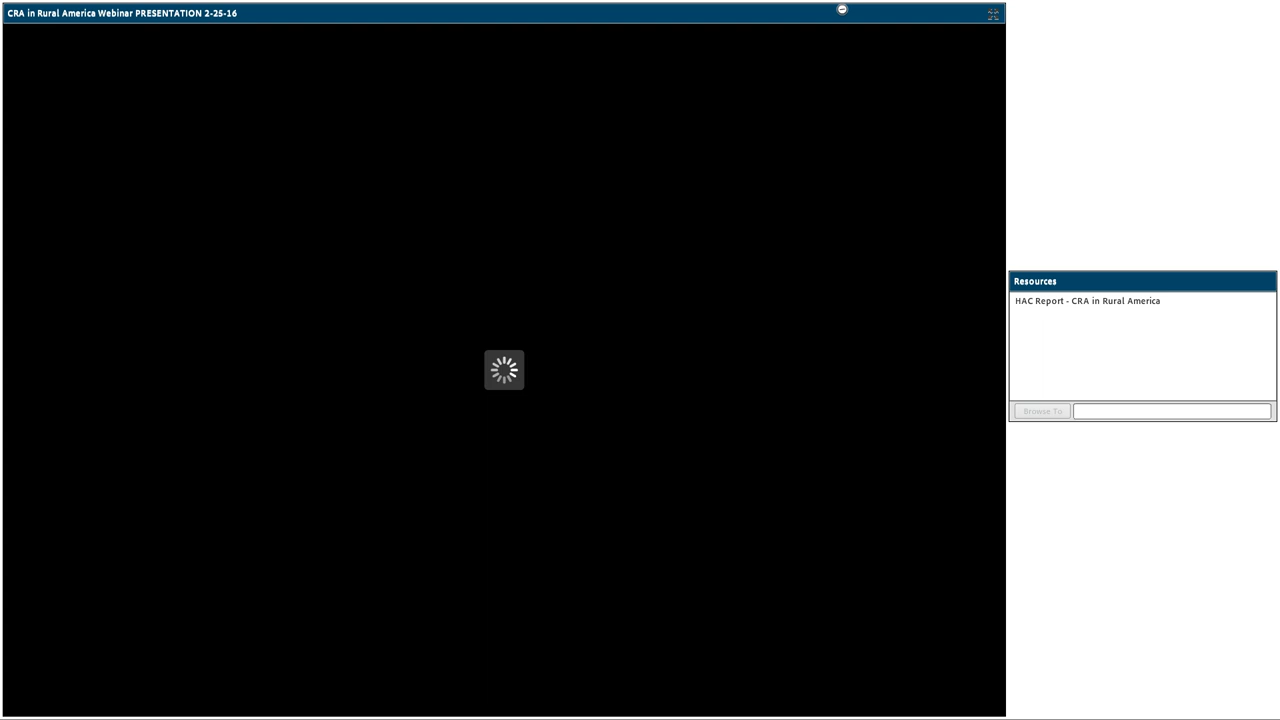 CRA in Rural America Webinar PRESENTATION 2-25-16
Resources
HAC Report - CRA in Rural America
Browse To